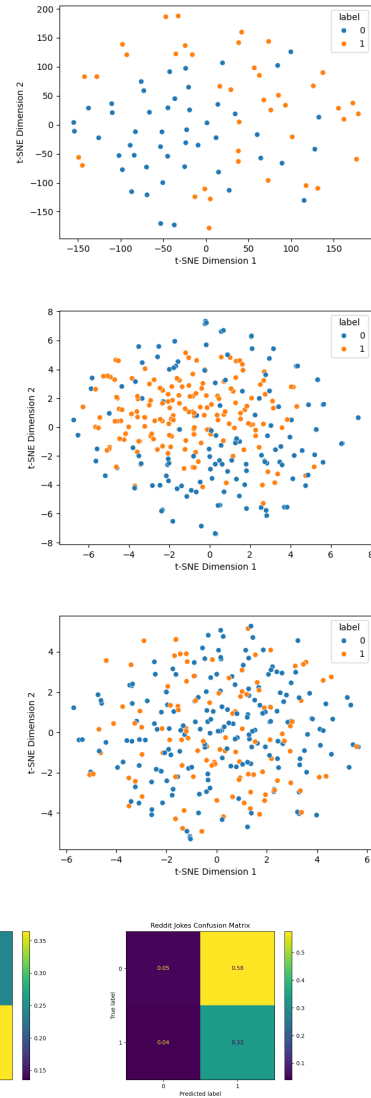 label
0
1
200
150
100
50
0
−50
−100
−150
t-SNE Dimension 2
−150 −100 −50 0 50 100 150
t-SNE Dimension 1
label
0
1
8
6
4
2
0
−2
−4
−6
−8
t-SNE Dimension 2
−6 −4 −2 0 2 4 6 8
t-SNE Dimension 1
label
0
1
4
2
0
−2
−4
t-SNE Dimension 2
−6 −4 −2 0 2 4 6
t-SNE Dimension 1
0.35
0.30
0.25
0.20
0.15
Reddit Jokes Confusion Matrix
True label
0
1
0.05 0.58
0.04 0.33
0 1
Predicted label
0.5
0.4
0.3
0.2
0.1